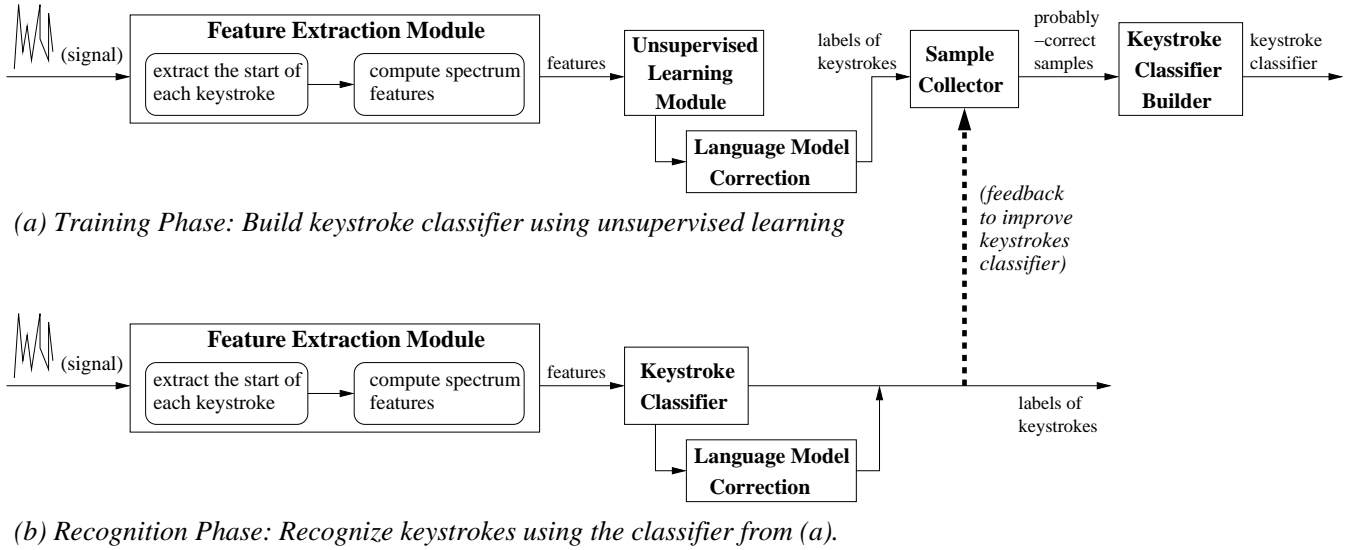 (signal)
Feature Extraction Module
extract the start of
each keystroke
compute spectrum
features
features
Unsupervised
Learning
Module
Language Model
Correction
labels of
keystrokes
Sample
Collector
probably
–correct
samples
Keystroke
Classifier
Builder
keystroke
classifier
(a) Training Phase: Build keystroke classifier using unsupervised learning
(feedback
to improve
keystrokes
classifier)
(signal)
Feature Extraction Module
extract the start of
each keystroke
compute spectrum
features
features
Keystroke
Classifier
Language Model
Correction
labels of
keystrokes
(b) Recognition Phase: Recognize keystrokes using the classifier from (a).